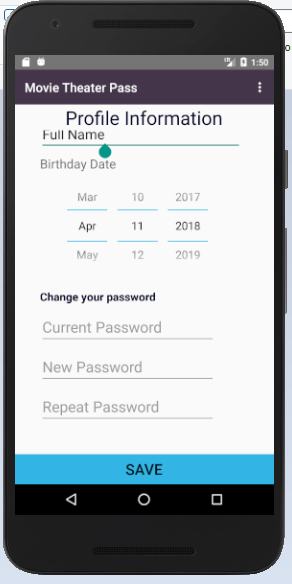 1:50
Movie Theater Pass
Profile Information
Full Name
Birthday Date
Mar 10 2017
Apr 11 2018
May 12 2019
Change your password
Current Password
New Password
Repeat Password
SAVE